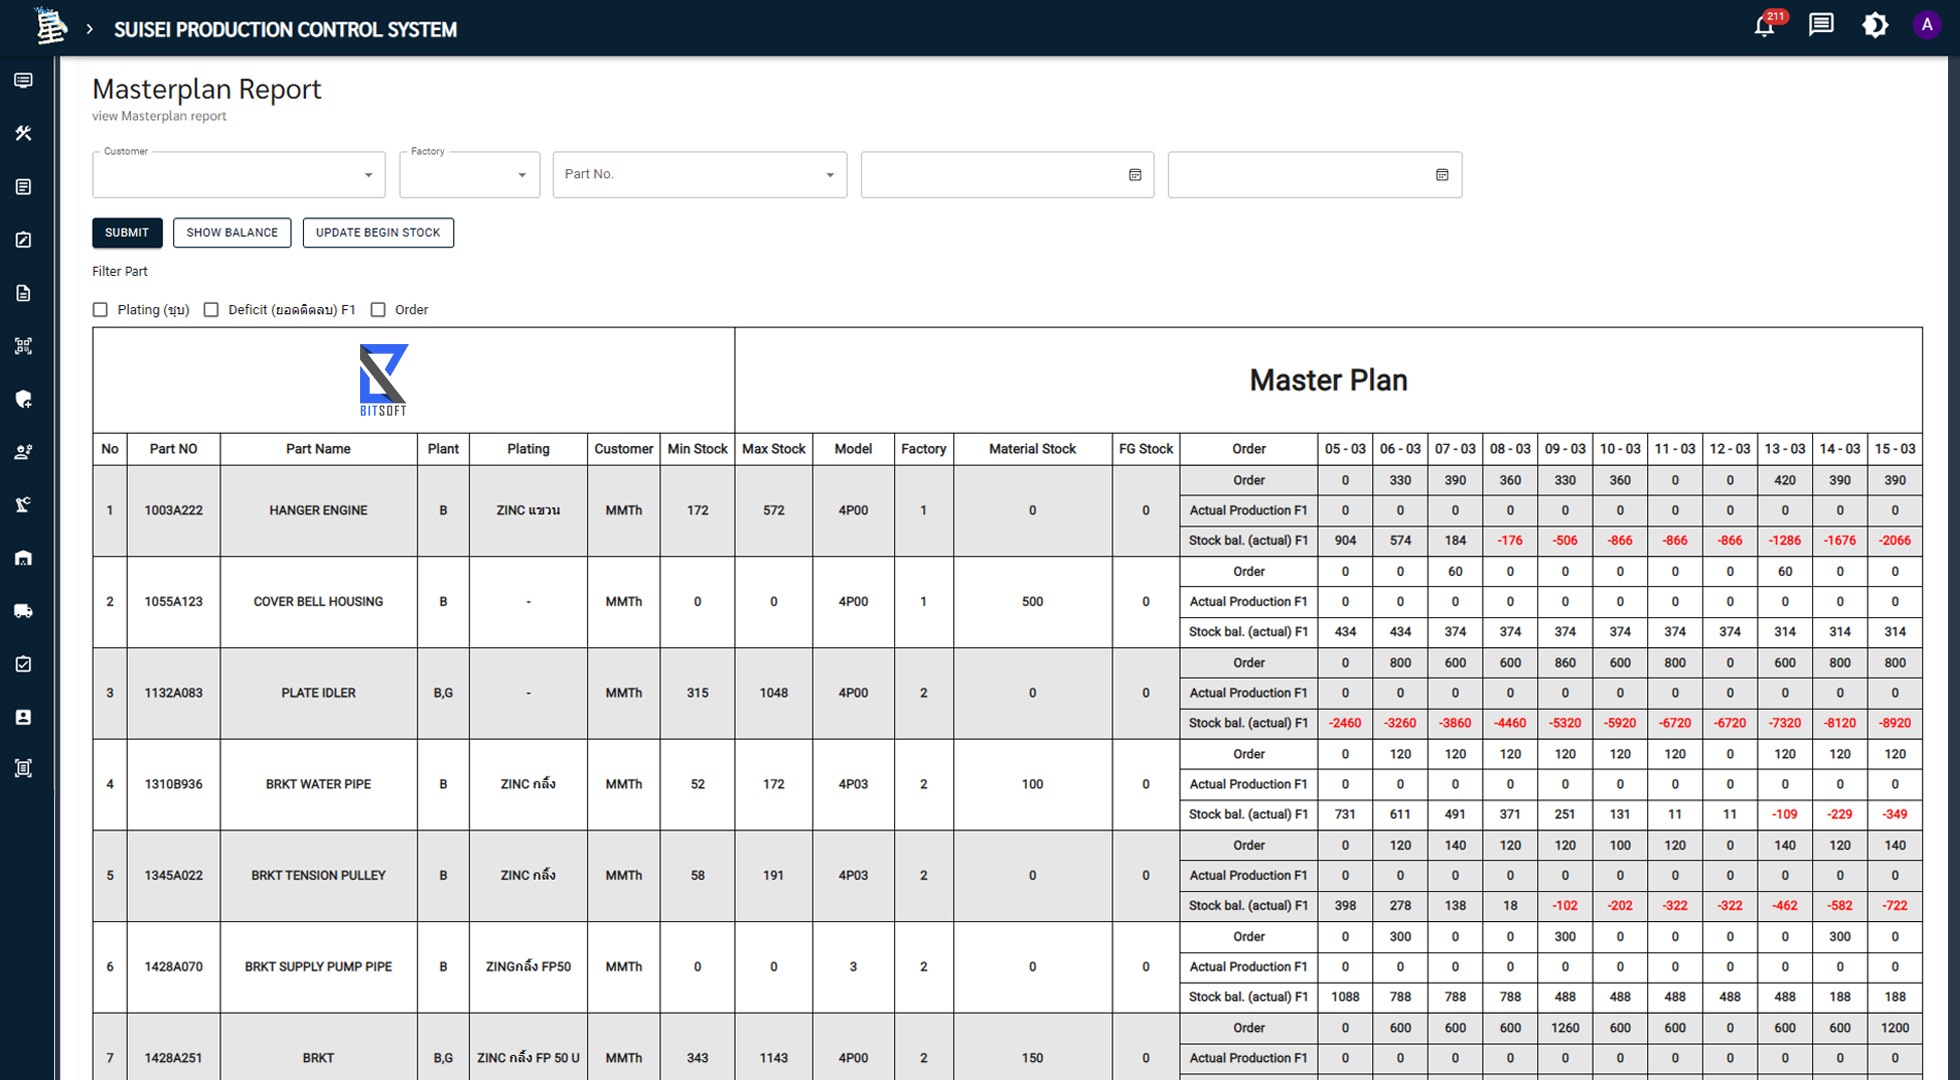 星 › SUISEI PRODUCTION CONTROL SYSTEM 211 A
Masterplan Report
view Masterplan report
Customer Factory Part No.
SUBMIT SHOW BALANCE UPDATE BEGIN STOCK
Filter Part
Plating (ชุบ) Deficit (ยอดติดลบ) F1 Order
BITSOFT
Master Plan
No Part NO Part Name Plant Plating Customer Min Stock Max Stock Model Factory Material Stock FG Stock Order 05 - 03 06 - 03 07 - 03 08 - 03 09 - 03 10 - 03 11 - 03 12 - 03 13 - 03 14 - 03 15 - 03
Order 0 330 390 360 330 360 0 0 420 390 390
1 1003A222 HANGER ENGINE B ZINC แขวน MMTh 172 572 4P00 1 0 0 Actual Production F1 0 0 0 0 0 0 0 0 0 0 0
Stock bal. (actual) F1 904 574 184 -176 -506 -866 -866 -866 -1286 -1676 -2066
Order 0 0 60 0 0 0 0 0 60 0 0
2 1055A123 COVER BELL HOUSING B - MMTh 0 0 4P00 1 500 0 Actual Production F1 0 0 0 0 0 0 0 0 0 0 0
Stock bal. (actual) F1 434 434 374 374 374 374 374 374 314 314 314
Order 0 800 600 600 860 600 800 0 600 800 800
3 1132A083 PLATE IDLER B,G - MMTh 315 1048 4P00 2 0 0 Actual Production F1 0 0 0 0 0 0 0 0 0 0 0
Stock bal. (actual) F1 -2460 -3260 -3860 -4460 -5320 -5920 -6720 -6720 -7320 -8120 -8920
Order 0 120 120 120 120 120 120 0 120 120 120
4 1310B936 BRKT WATER PIPE B ZINC กลิ้ง MMTh 52 172 4P03 2 100 0 Actual Production F1 0 0 0 0 0 0 0 0 0 0 0
Stock bal. (actual) F1 731 611 491 371 251 131 11 11 -109 -229 -349
Order 0 120 140 120 120 100 120 0 140 120 140
5 1345A022 BRKT TENSION PULLEY B ZINC กลิ้ง MMTh 58 191 4P03 2 0 0 Actual Production F1 0 0 0 0 0 0 0 0 0 0 0
Stock bal. (actual) F1 398 278 138 18 -102 -202 -322 -322 -462 -582 -722
Order 0 300 0 0 300 0 0 0 0 300 0
6 1428A070 BRKT SUPPLY PUMP PIPE B ZINGกลิ้ง FP50 MMTh 0 0 3 2 0 0 Actual Production F1 0 0 0 0 0 0 0 0 0 0 0
Stock bal. (actual) F1 1088 788 788 788 488 488 488 488 488 188 188
Order 0 600 600 600 1260 600 600 0 600 600 1200
7 1428A251 BRKT B,G ZINC กลิ้ง FP 50 U MMTh 343 1143 4P00 2 150 0 Actual Production F1 0 0 0 0 0 0 0 0 0 0 0